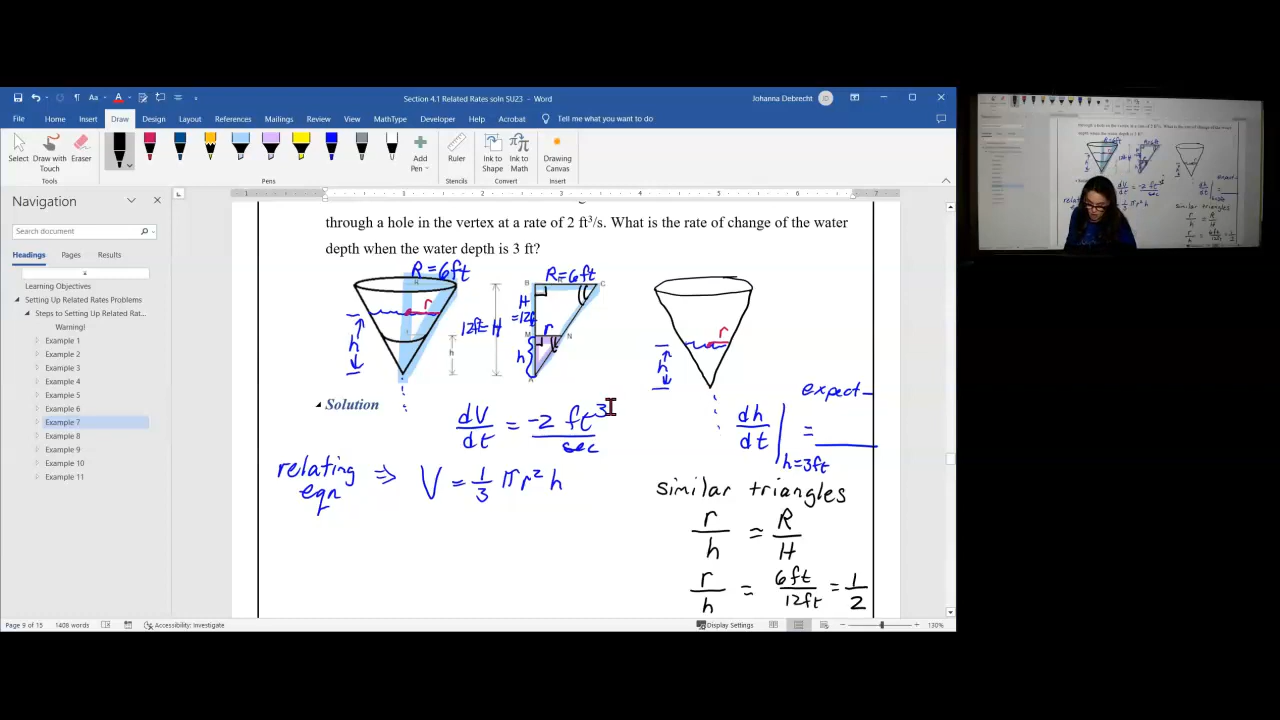 Section 4.1 Related Rates soln SU23 - Word
Johanna Debrecht
File Home Insert Draw Design Layout References Mailings Review View MathType Developer Help Acrobat Tell me what you want to do
Select
Draw with Touch
Eraser
Add Pen
Ruler
Ink to Shape
Ink to Math
Drawing Canvas
Tools Pens Stencils Convert Insert
Navigation
Search document
Headings Pages Results
Learning Objectives
Setting Up Related Rates Problems
Steps to Setting Up Related Rat...
Warning!
Example 1
Example 2
Example 3
Example 4
Example 5
Example 6
Example 7
Example 8
Example 9
Example 10
Example 11
through a hole in the vertex at a rate of 2 ft³/s. What is the rate of change of the water
depth when the water depth is 3 ft?
R = 6ft
r
h
12ft = H
h
R = 6ft
B C
H = 12ft
r
M N
h
r
h
Solution
dV/dt = -2 ft³/sec
expect -
dh/dt | h=3ft = ____
relating eqn ⇒ V = 1/3 πr² h
similar triangles
r/h = R/H
r/h = 6ft/12ft = 1/2
Page 9 of 15 1408 words Accessibility: Investigate Display Settings 130%